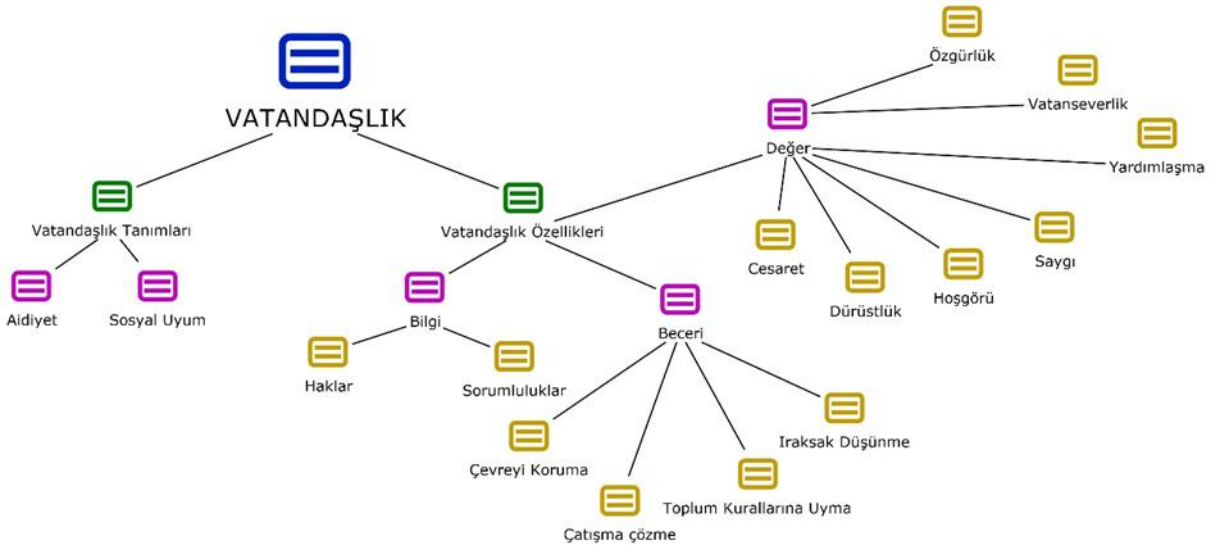 Özgürlük
Vatanseverlik
VATANDAŞLIK
Değer
Yardımlaşma
Vatandaşlık Tanımları
Vatandaşlık Özellikleri
Cesaret
Dürüstlük
Hoşgörü
Saygı
Aidiyet
Sosyal Uyum
Bilgi
Beceri
Haklar
Sorumluluklar
Çevreyi Koruma
Çatışma çözme
Toplum Kurallarına Uyma
Iraksak Düşünme